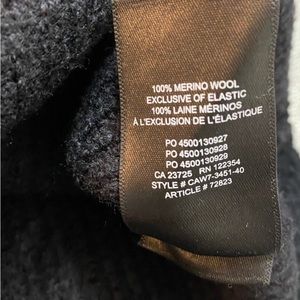 100% MERINO WOOL
EXCLUSIVE OF ELASTIC
100% LAINE MÉRINOS
À L'EXCLUSION DE L'ÉLASTIQUE
PO 4500130927
PO 4500130928
PO 4500130929
CA 23725 RN 122354
STYLE # CAW7-3451-40
ARTICLE # 72823